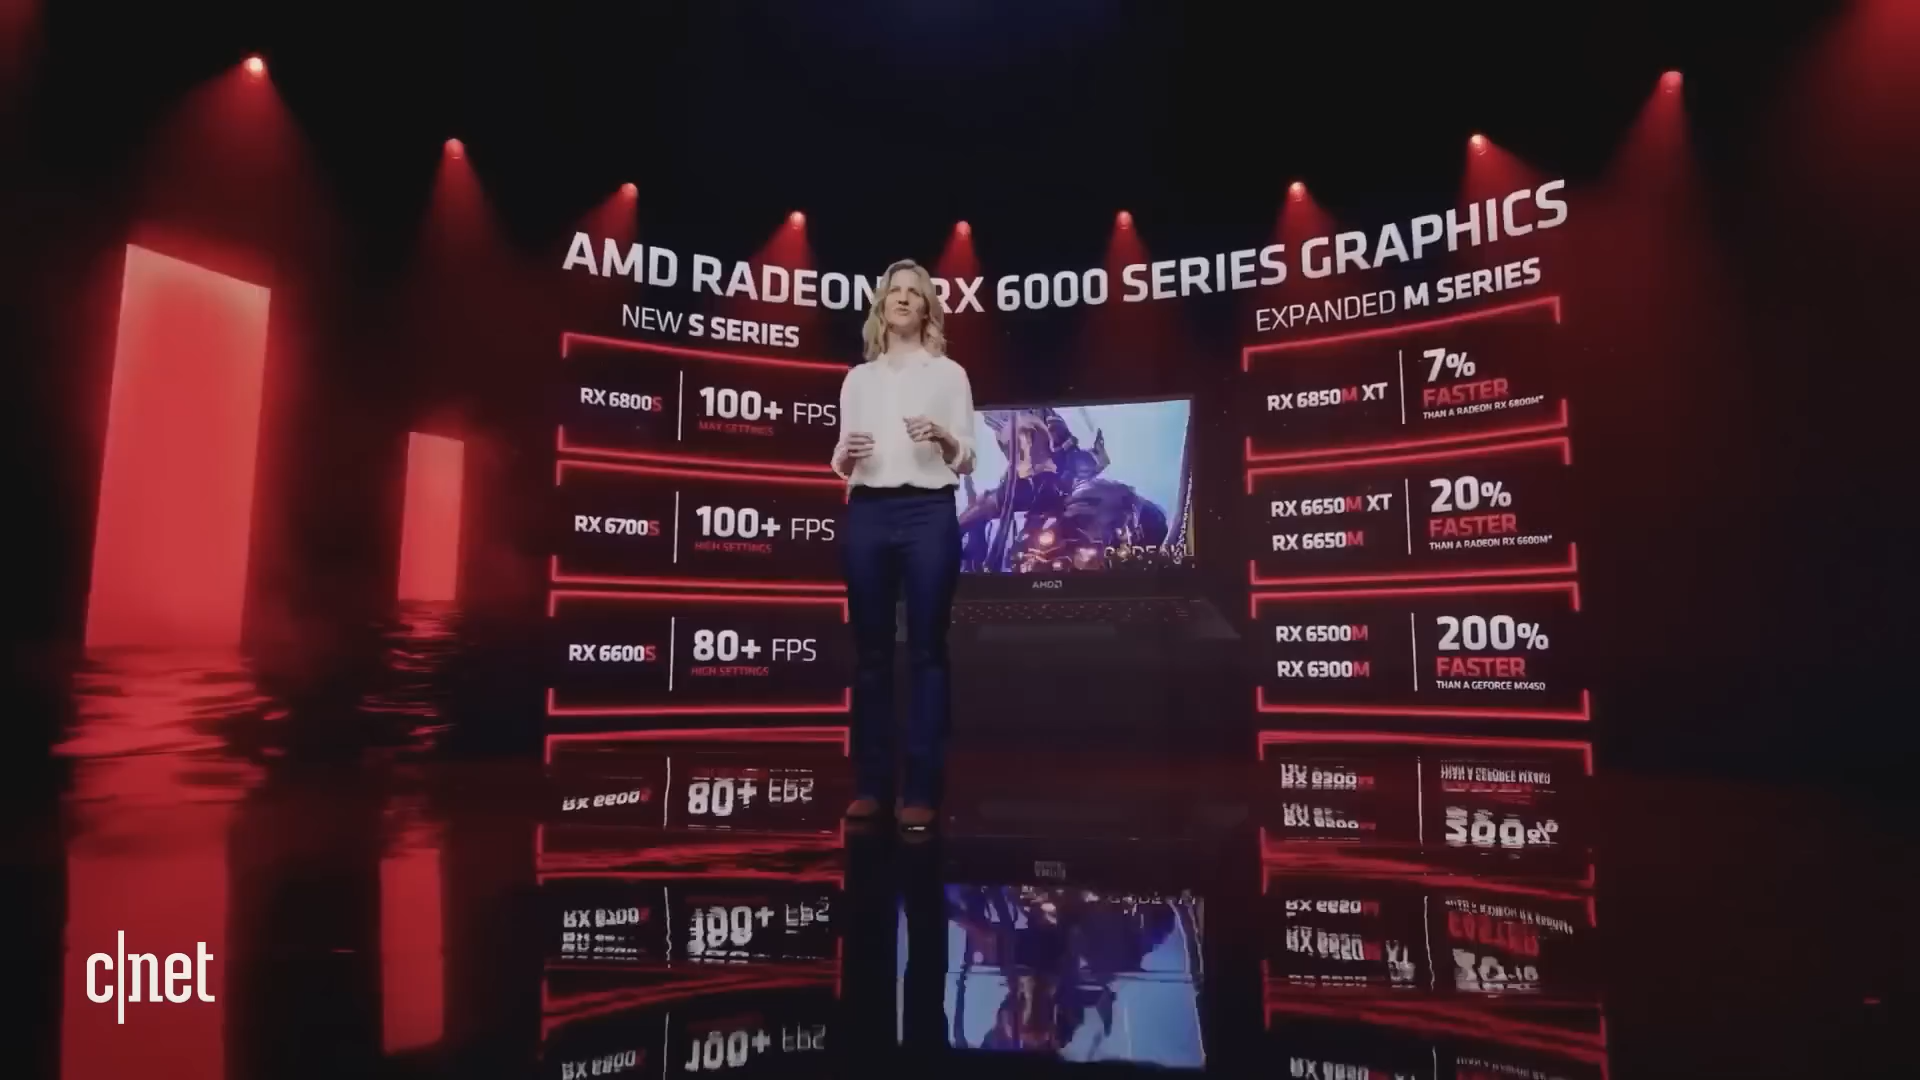 AMD RADEON RX 6000 SERIES GRAPHICS
NEW S SERIES
RX 6800S
100+ FPS
MAX SETTINGS
RX 6700S
100+ FPS
HIGH SETTINGS
RX 6600S
80+ FPS
HIGH SETTINGS
AMD
EXPANDED M SERIES
RX 6850M XT
7%
FASTER
THAN A RADEON RX 6800M*
RX 6650M XT
RX 6650M
20%
FASTER
THAN A RADEON RX 6600M*
RX 6500M
RX 6300M
200%
FASTER
THAN A GEFORCE MX450
c|net